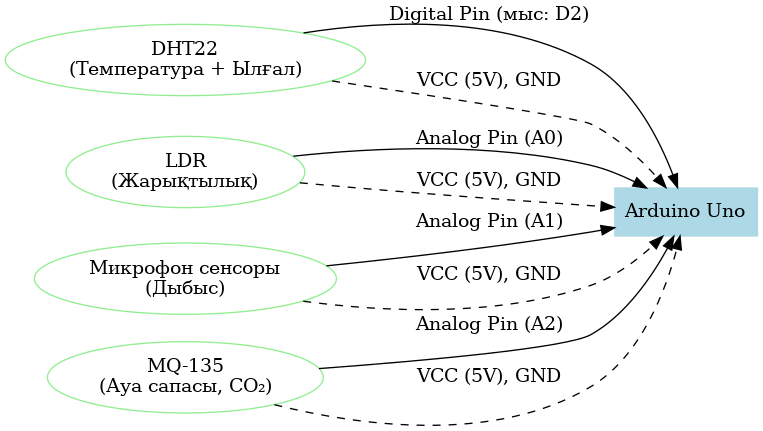 Digital Pin (мыс: D2)
DHT22
(Температура + Ылғал)
VCC (5V), GND
Analog Pin (A0)
LDR
(Жарықтылық)
VCC (5V), GND
Arduino Uno
Analog Pin (A1)
Микрофон сенсоры
(Дыбыс)
VCC (5V), GND
Analog Pin (A2)
MQ-135
(Ауа сапасы, CO₂)
VCC (5V), GND